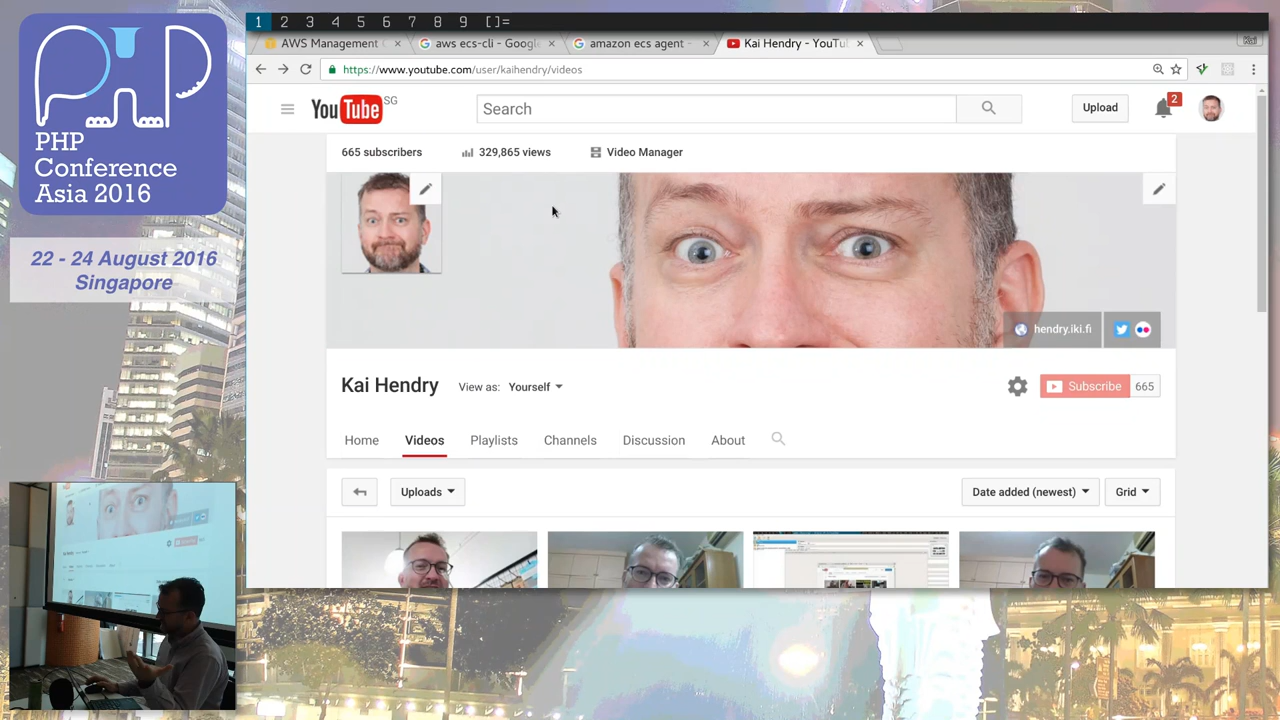 PHP
Conference
Asia 2016
22 - 24 August 2016
Singapore
1 2 3 4 5 6 7 8 9 []=
AWS Management C
aws ecs-cli - Google
amazon ecs agent -
Kai Hendry - YouTu
Kai
https://www.youtube.com/user/kaihendry/videos
YouTube SG
Search
Upload
2
665 subscribers
329,865 views
Video Manager
hendry.iki.fi
Kai Hendry
View as: Yourself
Subscribe 665
Home Videos Playlists Channels Discussion About
Uploads
Date added (newest)
Grid